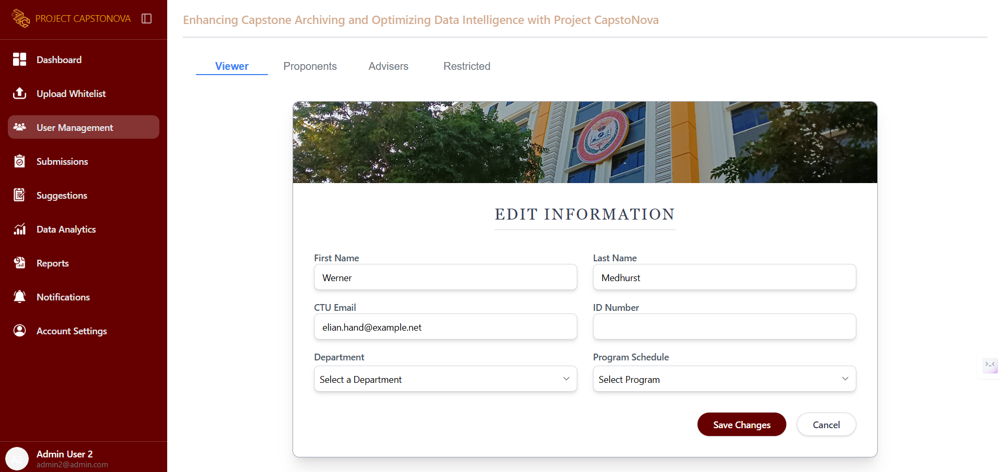 PROJECT CAPSTONOVA
Dashboard
Upload Whitelist
User Management
Submissions
Suggestions
Data Analytics
Reports
Notifications
Account Settings
A2
Admin User 2
admin2@admin.com
Enhancing Capstone Archiving and Optimizing Data Intelligence with Project CapstoNova
Viewer Proponents Advisers Restricted
EDIT INFORMATION
First Name Last Name
Werner Medhurst
CTU Email ID Number
elian.hand@example.net
Department Program Schedule
Select a Department Select Program
Save Changes Cancel